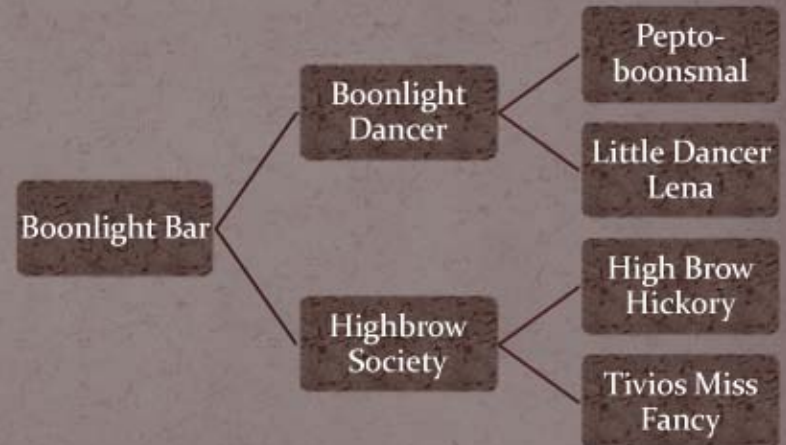 Boonlight Bar
Boonlight
Dancer
Highbrow
Society
Pepto-
boonsmal
Little Dancer
Lena
High Brow
Hickory
Tivios Miss
Fancy